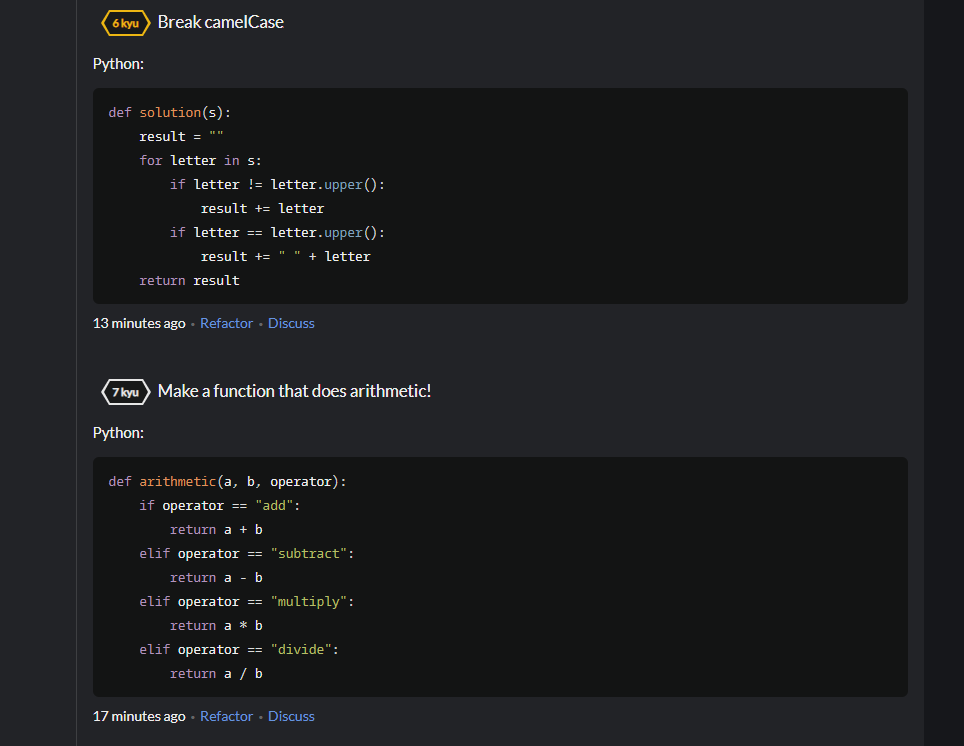 6 kyu Break camelCase
Python:
def solution(s):
    result = ""
    for letter in s:
        if letter != letter.upper():
            result += letter
        if letter == letter.upper():
            result += " " + letter
    return result
13 minutes ago • Refactor • Discuss
7 kyu Make a function that does arithmetic!
Python:
def arithmetic(a, b, operator):
    if operator == "add":
        return a + b
    elif operator == "subtract":
        return a - b
    elif operator == "multiply":
        return a * b
    elif operator == "divide":
        return a / b
17 minutes ago • Refactor • Discuss